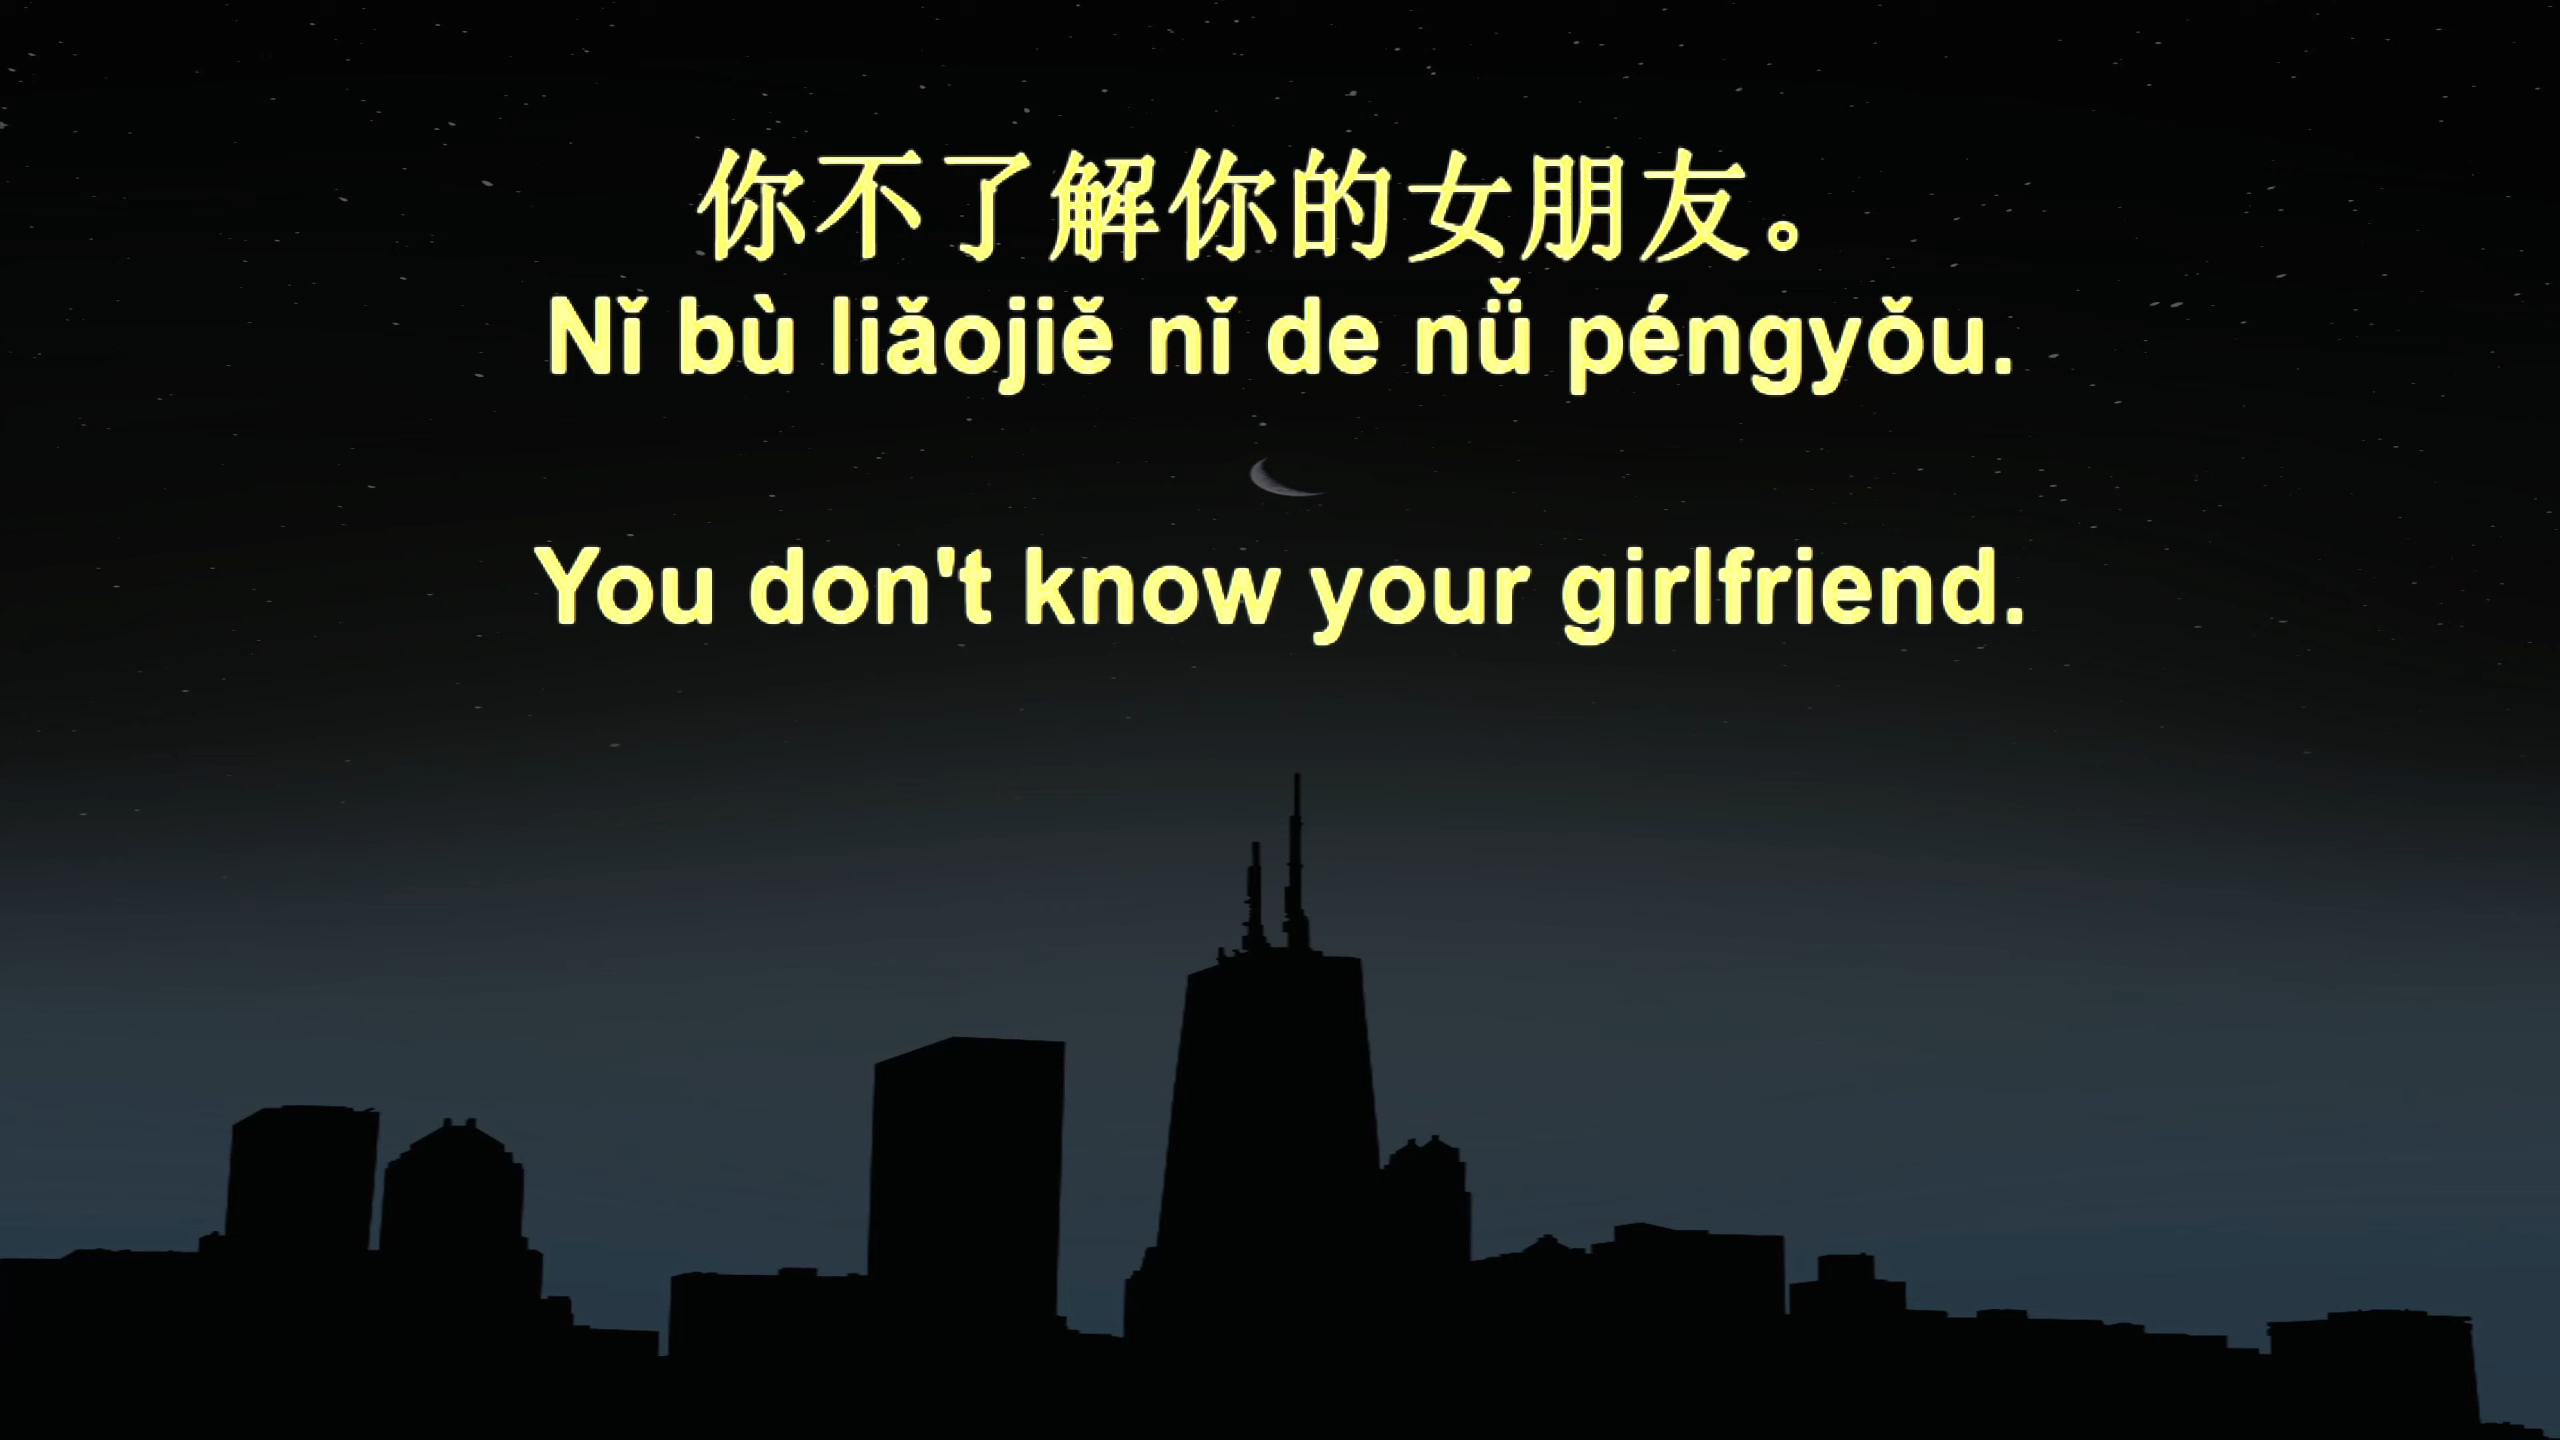 你不了解你的女朋友。
Nǐ bù liǎojiě nǐ de nǚ péngyǒu.
You don't know your girlfriend.